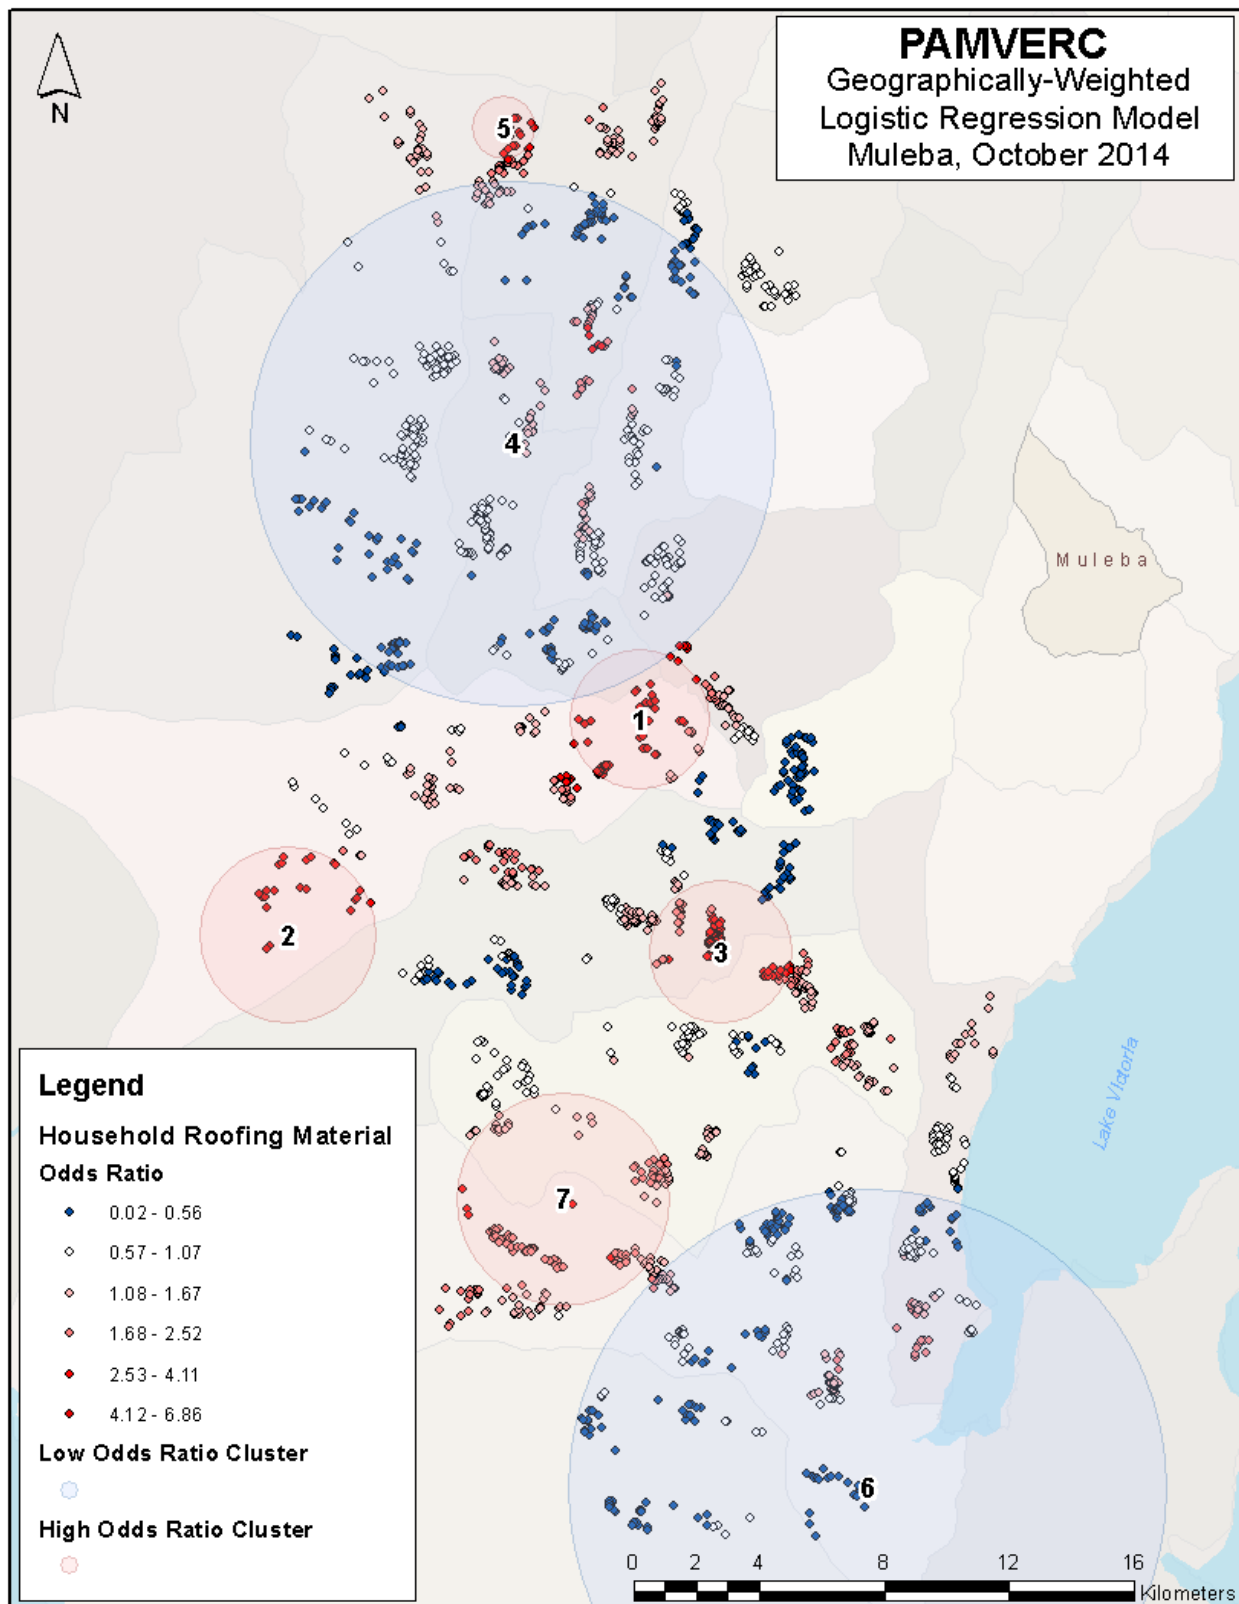 PAMVERC
Geographically-Weighted
Logistic Regression Model
Muleba, October 2014
N
5
4
Muleba
1
2
3
Lake Victoria
7
6
Legend
Household Roofing Material
Odds Ratio
0.02 - 0.56
0.57 - 1.07
1.08 - 1.67
1.68 - 2.52
2.53 - 4.11
4.12 - 6.86
Low Odds Ratio Cluster
High Odds Ratio Cluster
0 2 4 8 12 16
Kilometers